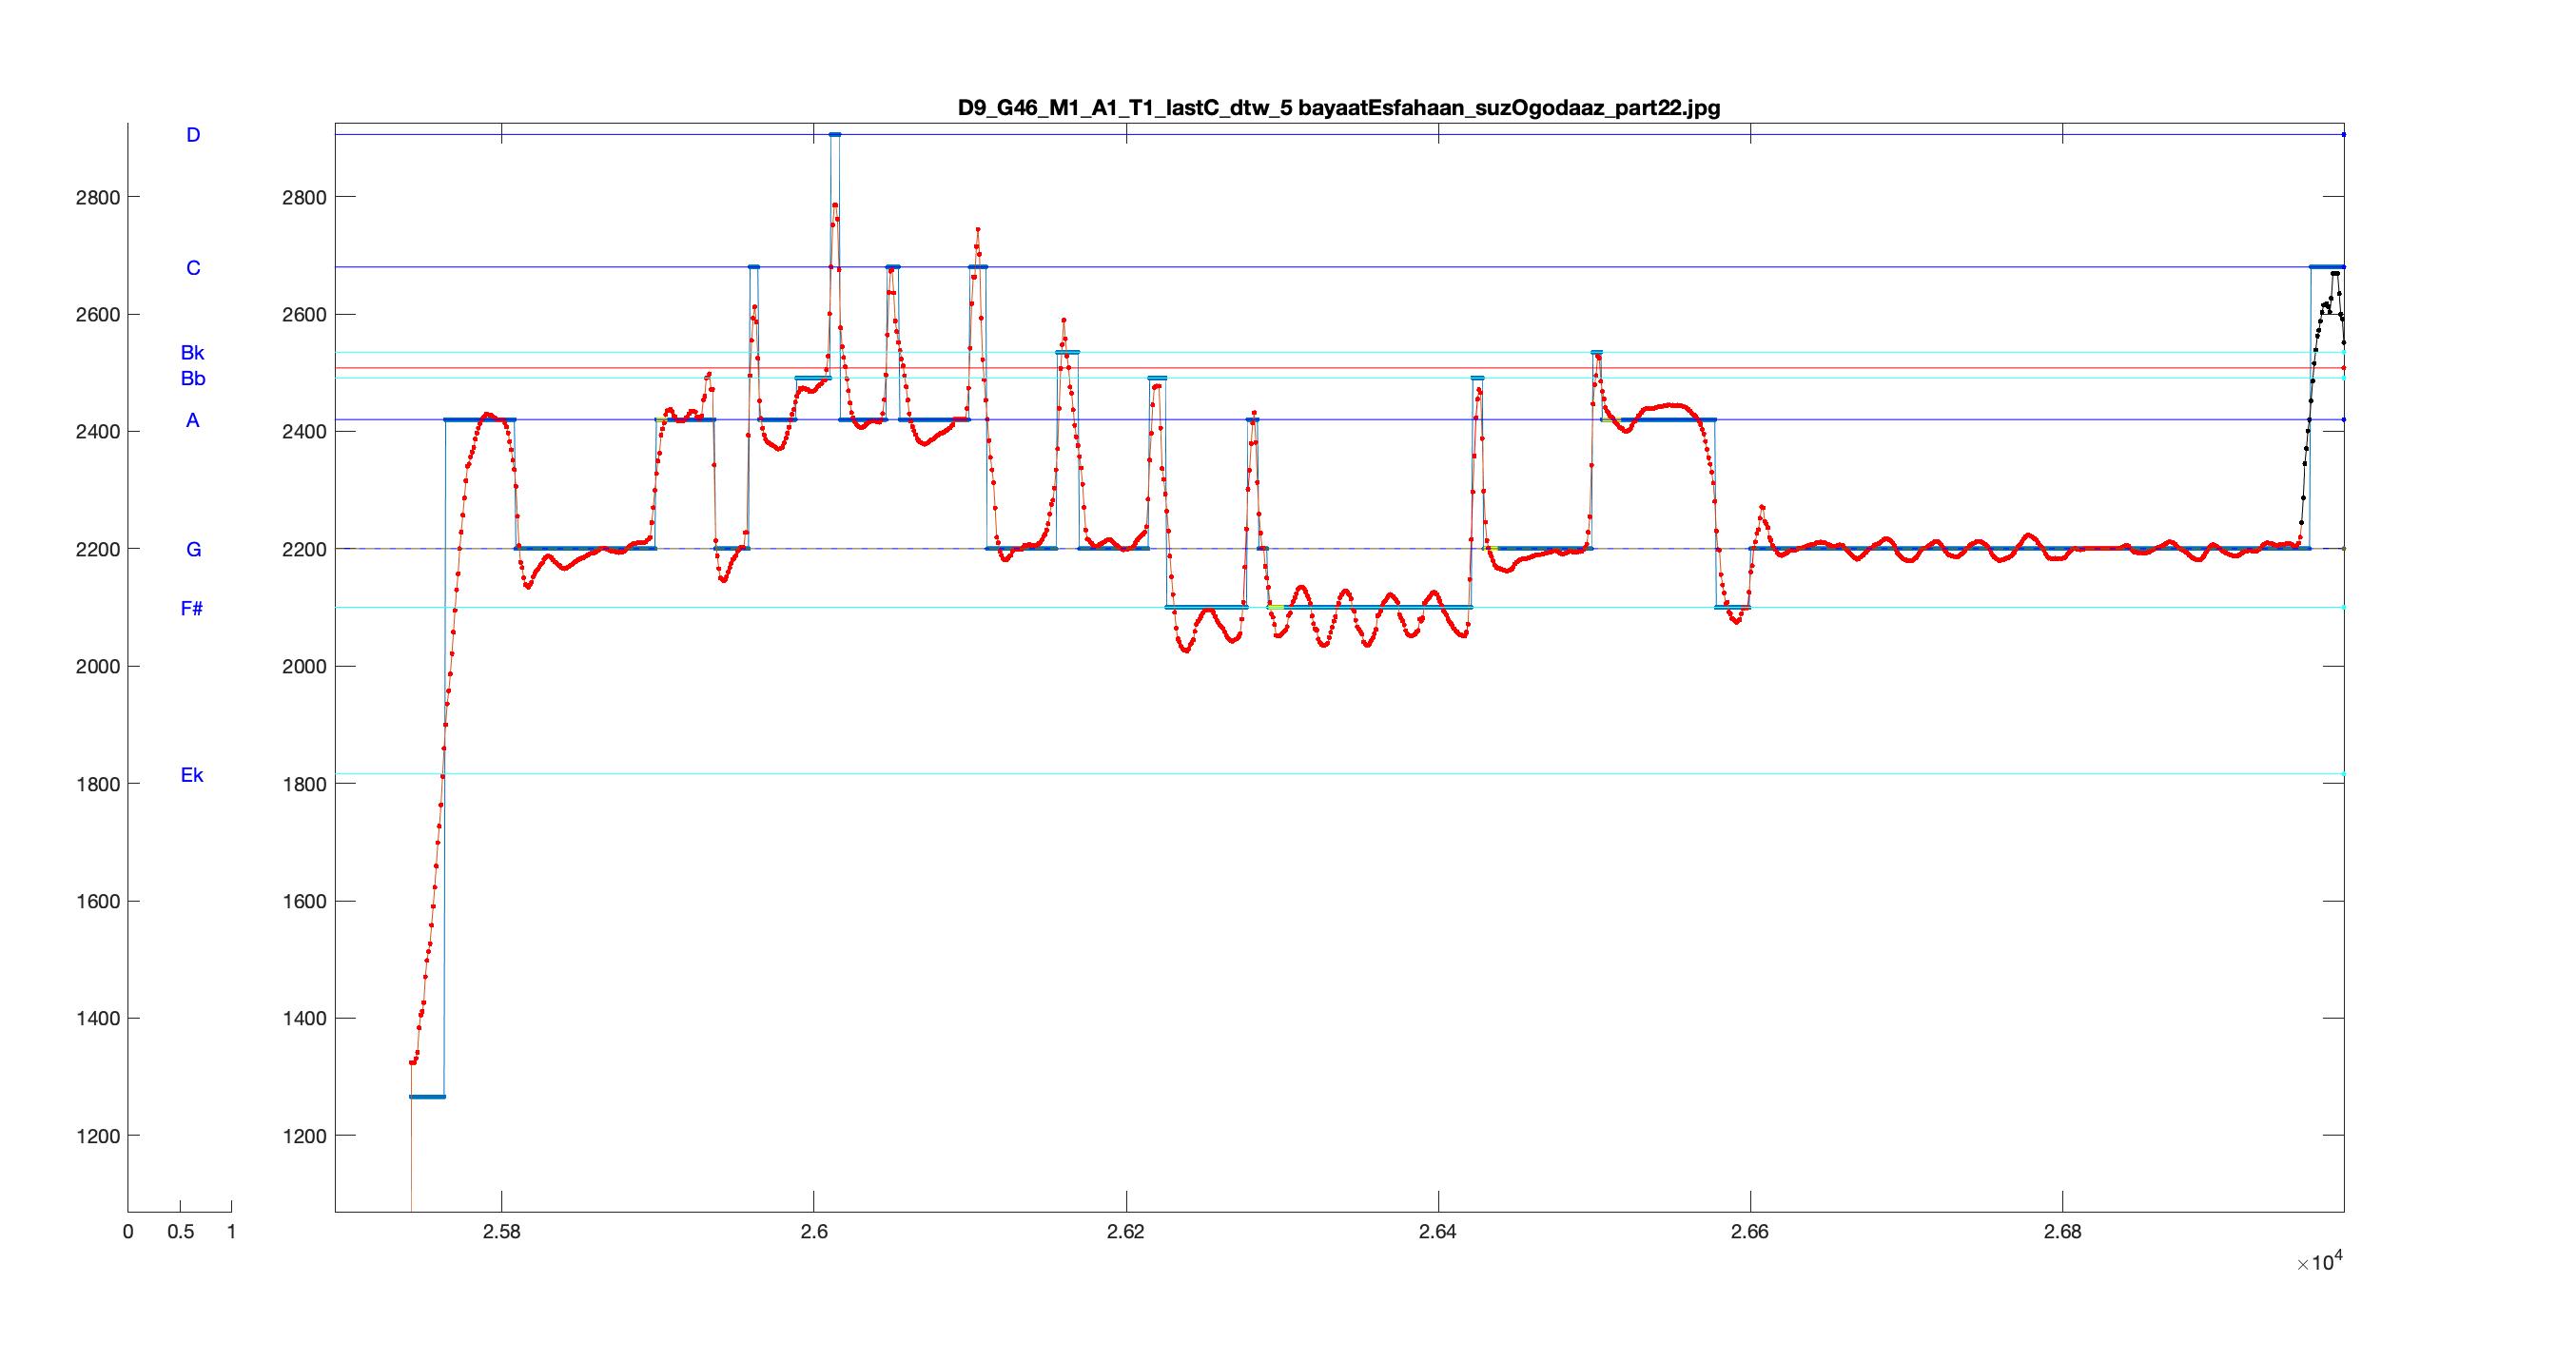 D9_G46_M1_A1_T1_lastC_dtw_5 bayaatEsfahaan_suzOgodaaz_part22.jpg
D
2800 2800
C
2600 2600
Bk
Bb
A
2400 2400
G
2200 2200
F#
2000 2000
Ek
1800 1800
1600 1600
1400 1400
1200 1200
0 0.5 1 2.58 2.6 2.62 2.64 2.66 2.68
×10^4